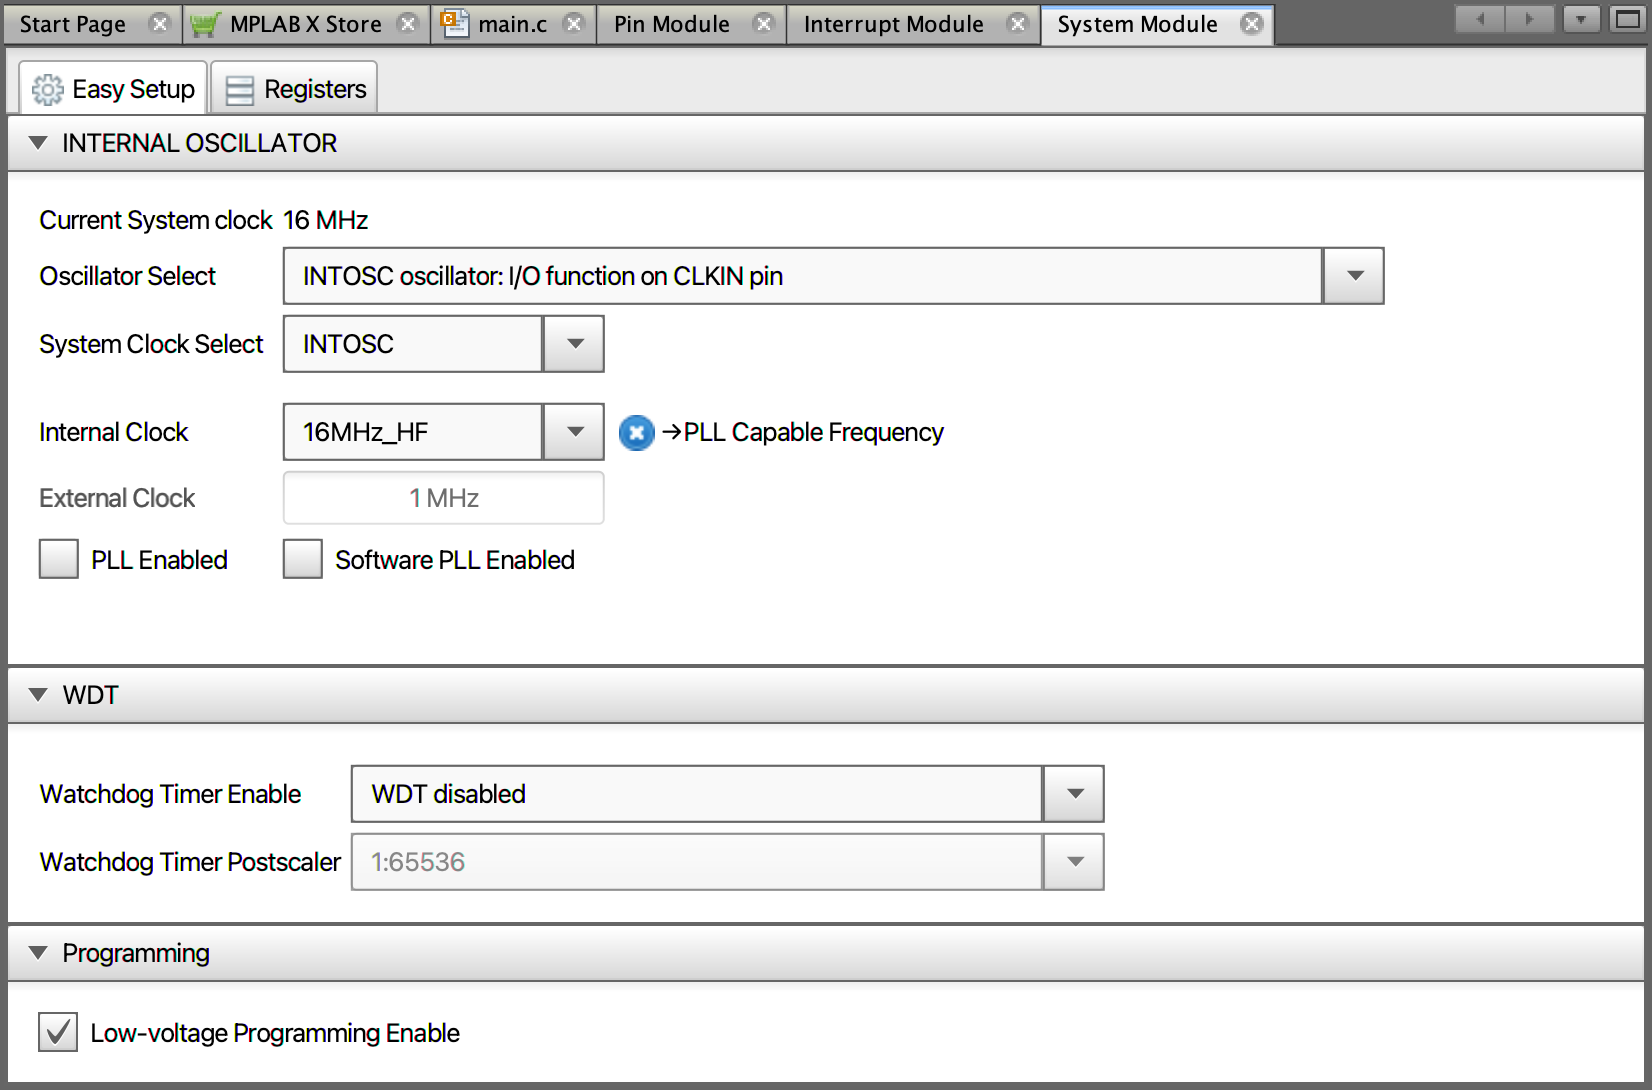 Start Page MPLAB X Store main.c Pin Module Interrupt Module System Module
Easy Setup Registers
INTERNAL OSCILLATOR
Current System clock 16 MHz
Oscillator Select INTOSC oscillator: I/O function on CLKIN pin
System Clock Select INTOSC
Internal Clock 16MHz_HF →PLL Capable Frequency
External Clock 1 MHz
PLL Enabled Software PLL Enabled
WDT
Watchdog Timer Enable WDT disabled
Watchdog Timer Postscaler 1:65536
Programming
Low-voltage Programming Enable